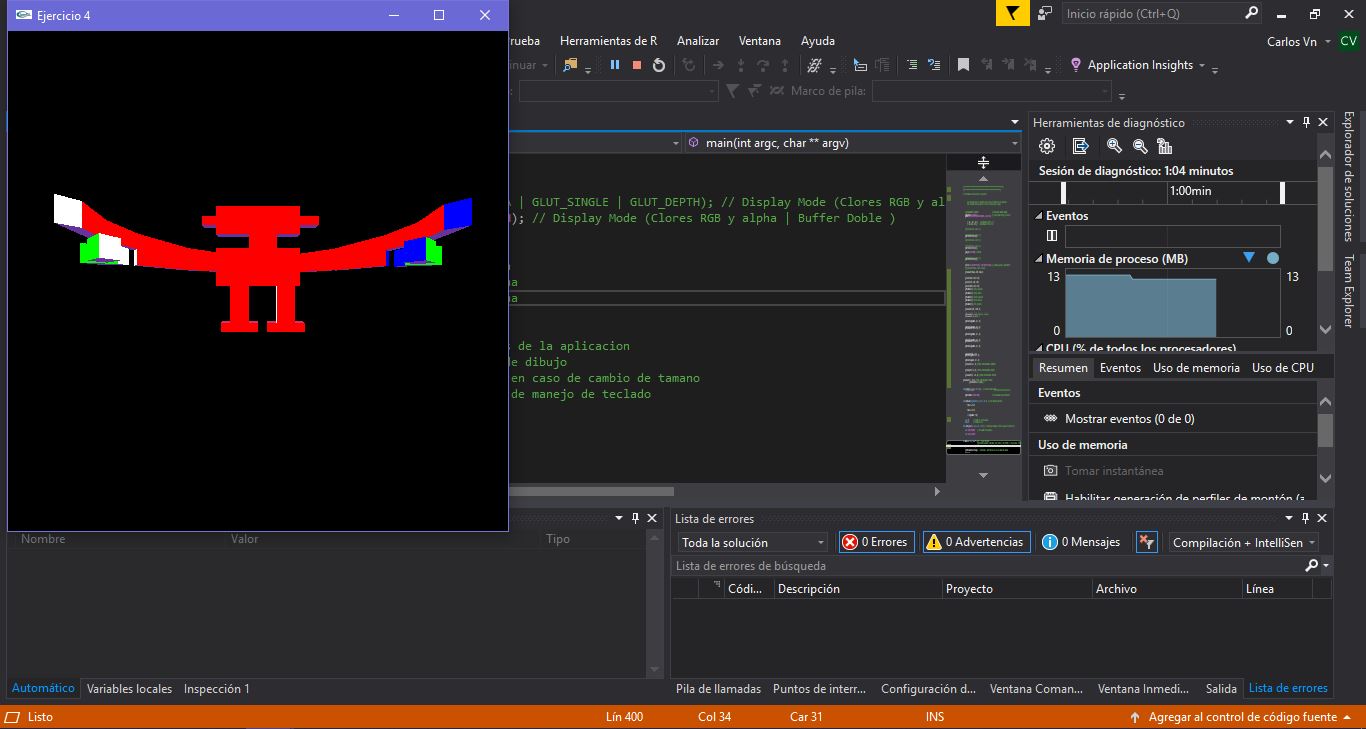 Ejercicio 4
Inicio rápido (Ctrl+Q)
rueba Herramientas de R Analizar Ventana Ayuda
Carlos Vn CV
nuar
Application Insights
Marco de pila:
main(int argc, char ** argv)
Herramientas de diagnóstico
Sesión de diagnóstico: 1:04 minutos
1:00min
Eventos
Memoria de proceso (MB)
13 13
0 0
CPU (% de todos los procesadores)
A | GLUT_SINGLE | GLUT_DEPTH); // Display Mode (Clores RGB y al
); // Display Mode (Clores RGB y alpha | Buffer Doble )
s de la aplicacion
de dibujo
en caso de cambio de tamano
de manejo de teclado
Resumen Eventos Uso de memoria Uso de CPU
Eventos
Mostrar eventos (0 de 0)
Uso de memoria
Tomar instantánea
Habilitar generación de perfiles de montón (a
Explorador de soluciones
Team Explorer
Nombre Valor Tipo
Automático Variables locales Inspección 1
Lista de errores
Toda la solución 0 Errores 0 Advertencias 0 Mensajes Compilación + IntelliSen
Lista de errores de búsqueda
Códi... Descripción Proyecto Archivo Línea
Pila de llamadas Puntos de interr... Configuración d... Ventana Coman... Ventana Inmedi... Salida Lista de errores
Listo Lín 400 Col 34 Car 31 INS Agregar al control de código fuente